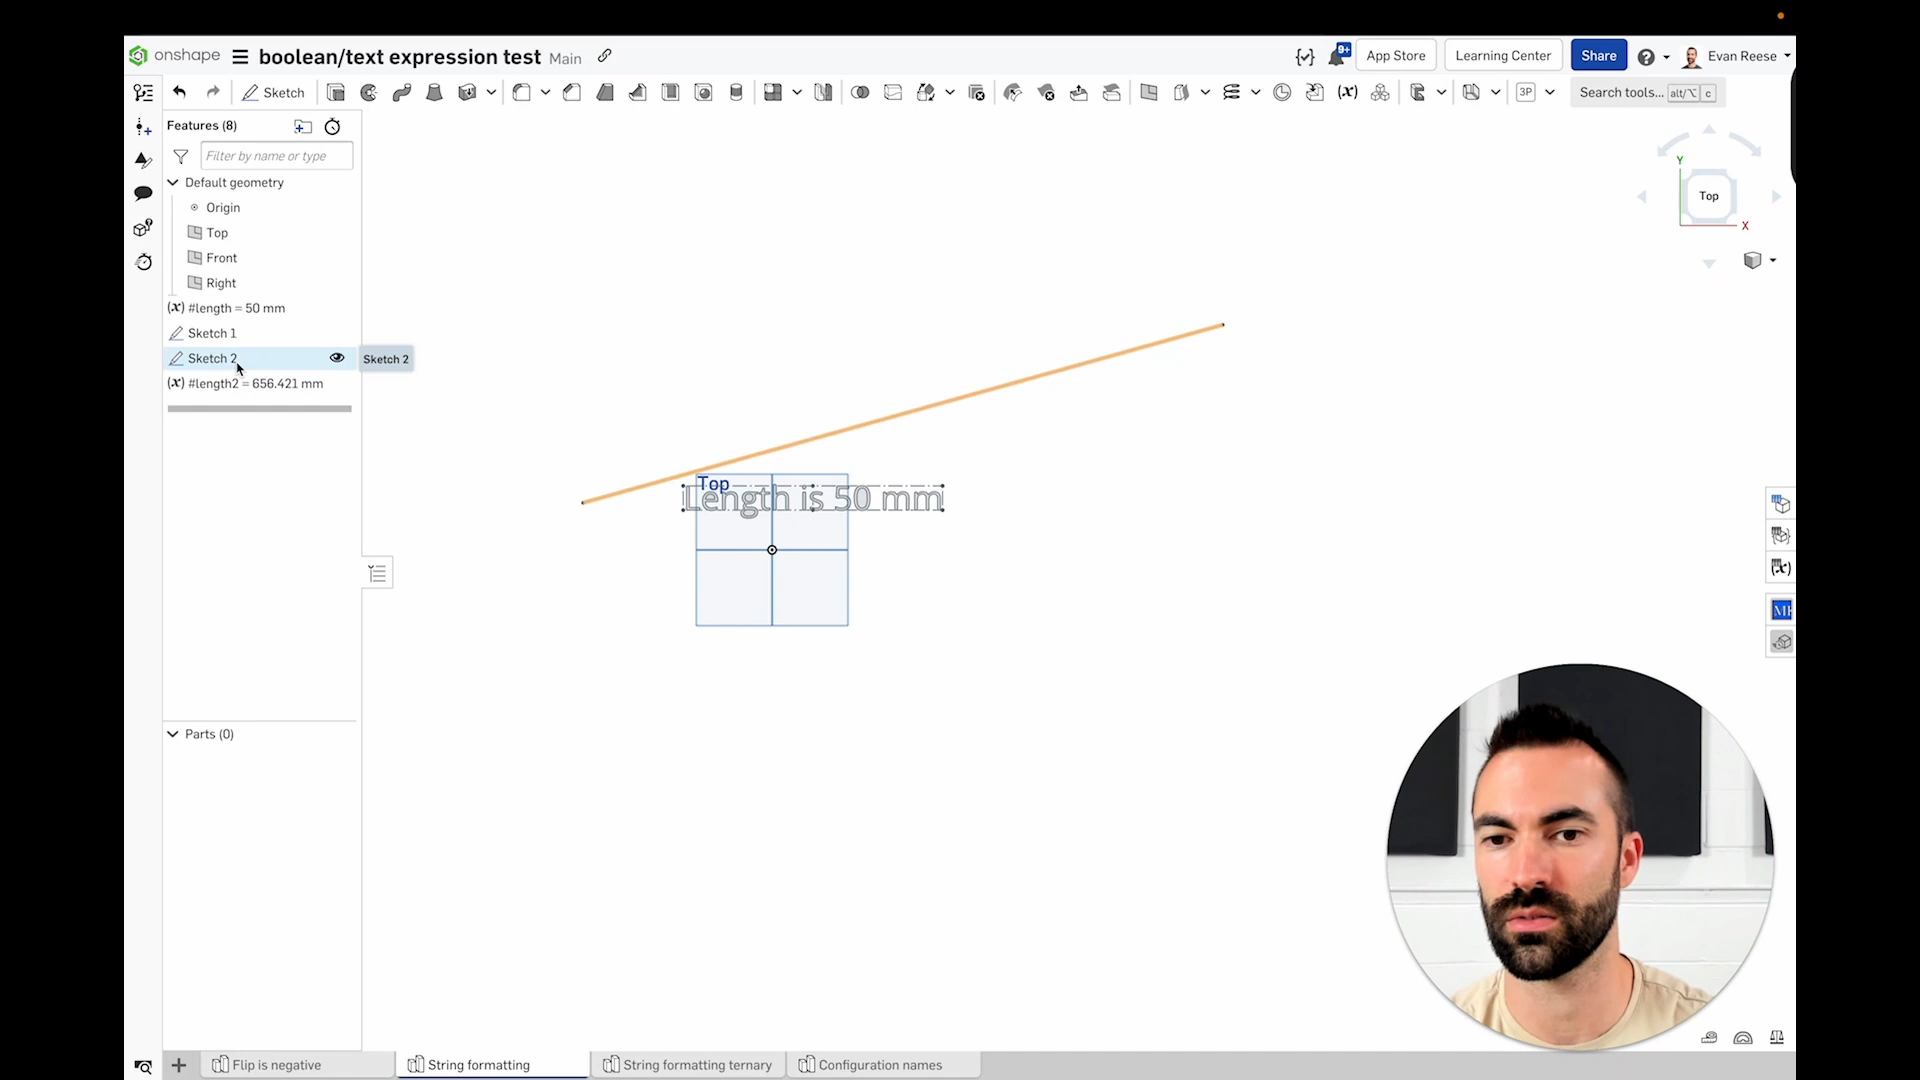 onshape boolean/text expression test Main 9+ App Store Learning Center Share Evan Reese
Sketch (x) 3P Search tools... alt/⌥ c
Features (8)
Filter by name or type
Default geometry
Origin
Top
Front
Right
(x) #length = 50 mm
Sketch 1
Sketch 2 Sketch 2
(x) #length2 = 656.421 mm
Y
Top
X
Top
Length is 50 mm
(x)
Parts (0)
Flip is negative String formatting String formatting ternary Configuration names